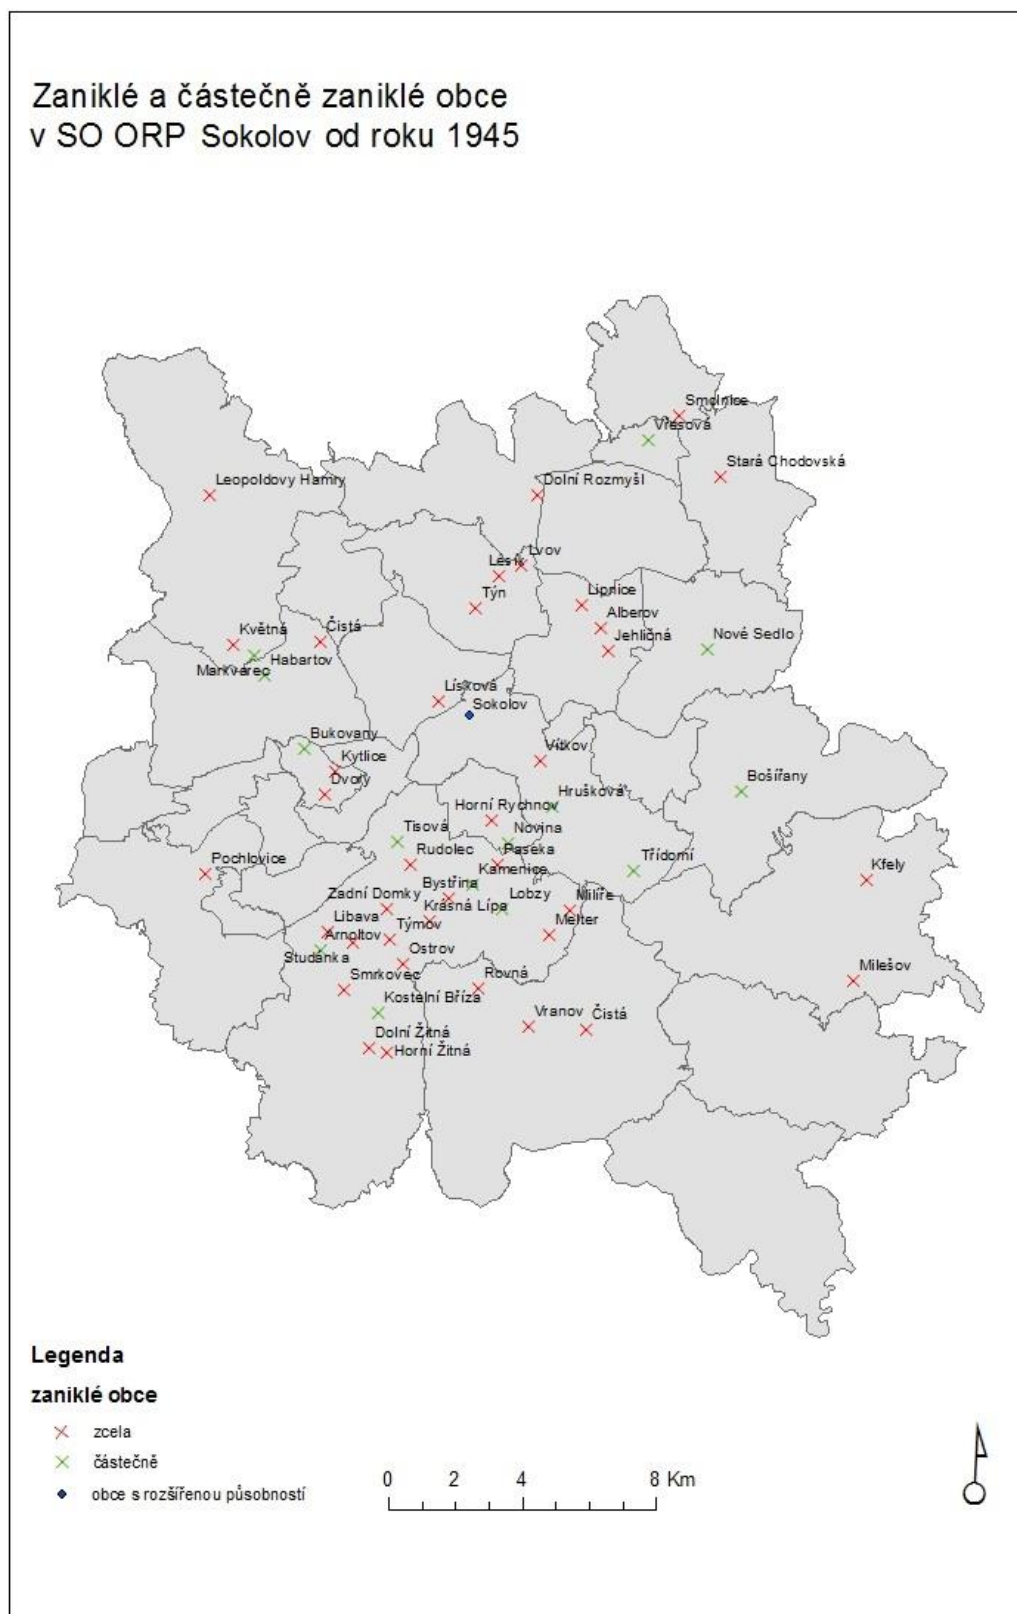 Zaniklé a částečně zaniklé obce
v SO ORP Sokolov od roku 1945
Smolnice
Vřesová
Stará Chodovská
Leopoldovy Hamry
Dolní Rozmyšl
Lvov
Lesík
Týn
Lipnice
Alberov
Jehličná
Nové Sedlo
Květná
Čistá
Habartov
Markvarec
Lísková
Sokolov
Bukovany
Kytlice
Dvory
Vítkov
Hrušková
Bošířany
Horní Rychnov
Novina
Tisová
Rudolec
Paseka
Kamenice
Třídomí
Kfely
Pochlovice
Bystřina
Zadní Domky
Krásná Lípa
Lobzy
Milíře
Melter
Libava
Týmov
Arnoltov
Ostrov
Studánka
Smrkovec
Rovná
Milešov
Kostelní Bříza
Vranov
Čistá
Dolní Žitná
Horní Žitná
Legenda
zaniklé obce
zcela
částečně
obce s rozšířenou působností
0 2 4 8 Km